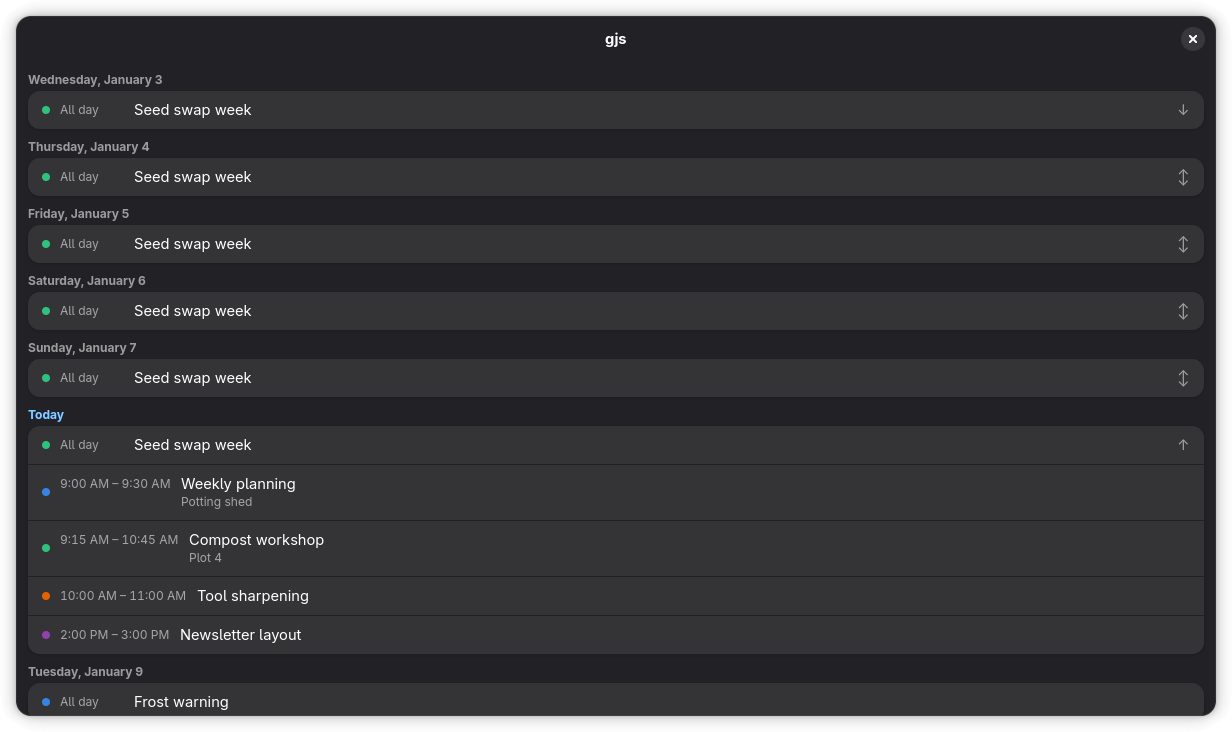 gjs
Wednesday, January 3
All day Seed swap week
Thursday, January 4
All day Seed swap week
Friday, January 5
All day Seed swap week
Saturday, January 6
All day Seed swap week
Sunday, January 7
All day Seed swap week
Today
All day Seed swap week
9:00 AM – 9:30 AM Weekly planning
Potting shed
9:15 AM – 10:45 AM Compost workshop
Plot 4
10:00 AM – 11:00 AM Tool sharpening
2:00 PM – 3:00 PM Newsletter layout
Tuesday, January 9
All day Frost warning